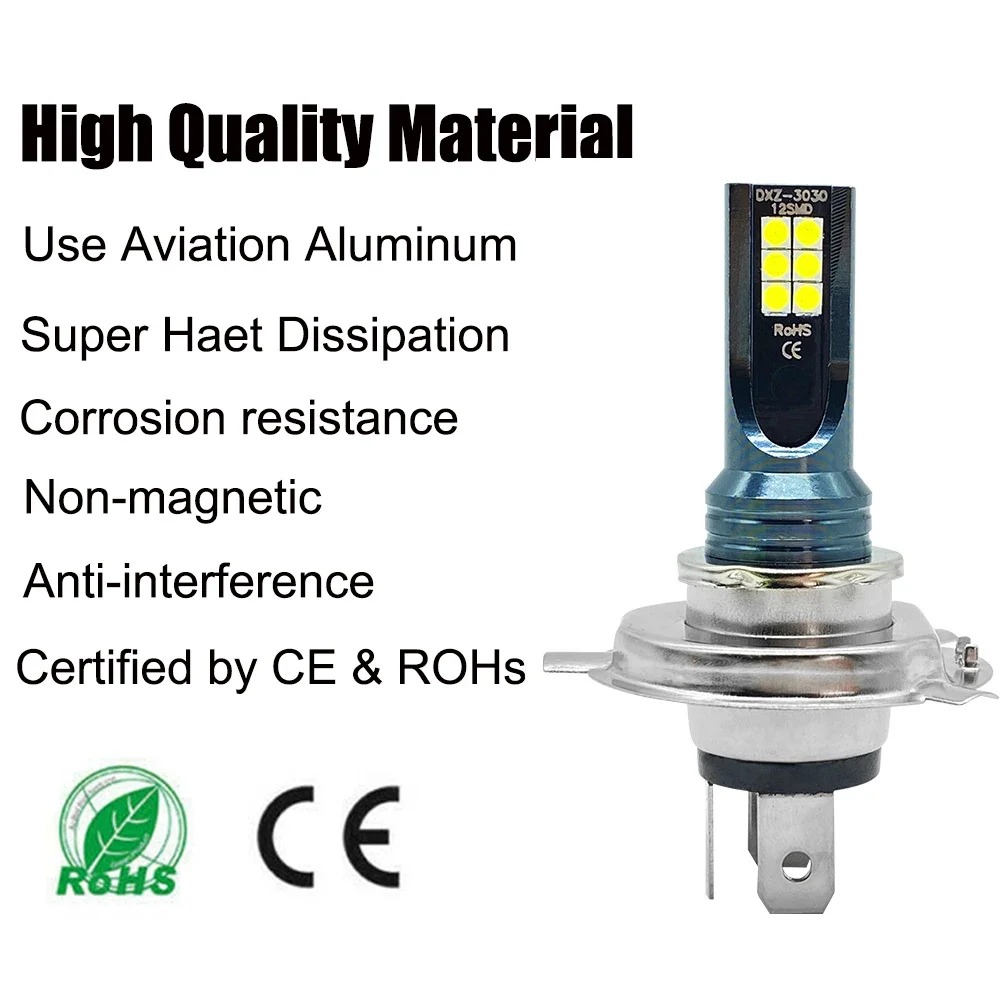 High Quality Material
Use Aviation Aluminum
Super Haet Dissipation
Corrosion resistance
Non-magnetic
Anti-interference
Certified by CE & ROHs
DXZ-3030
12SMD
RoHS
CE
RoHS
CE